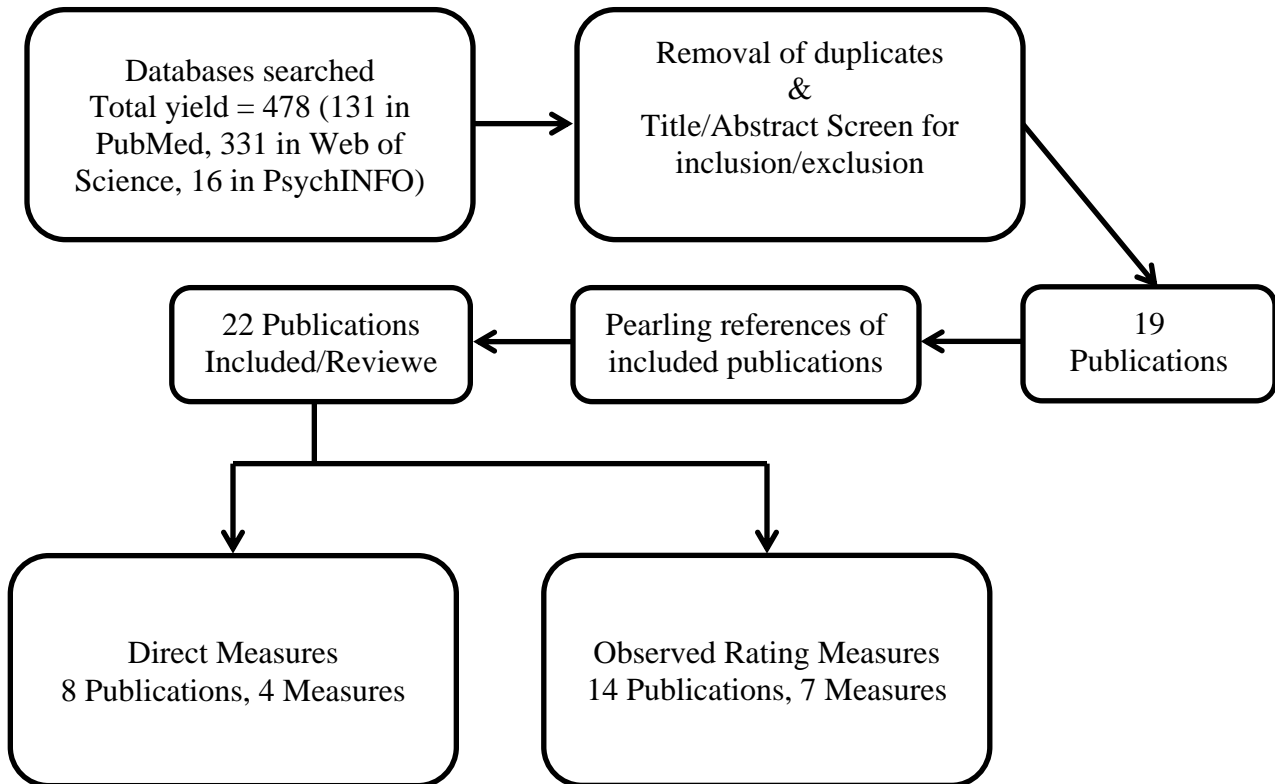 Databases searched
Total yield = 478 (131 in
PubMed, 331 in Web of
Science, 16 in PsychINFO)
Removal of duplicates
&
Title/Abstract Screen for
inclusion/exclusion
19
Publications
Pearling references of
included publications
22 Publications
Included/Reviewe
Direct Measures
8 Publications, 4 Measures
Observed Rating Measures
14 Publications, 7 Measures